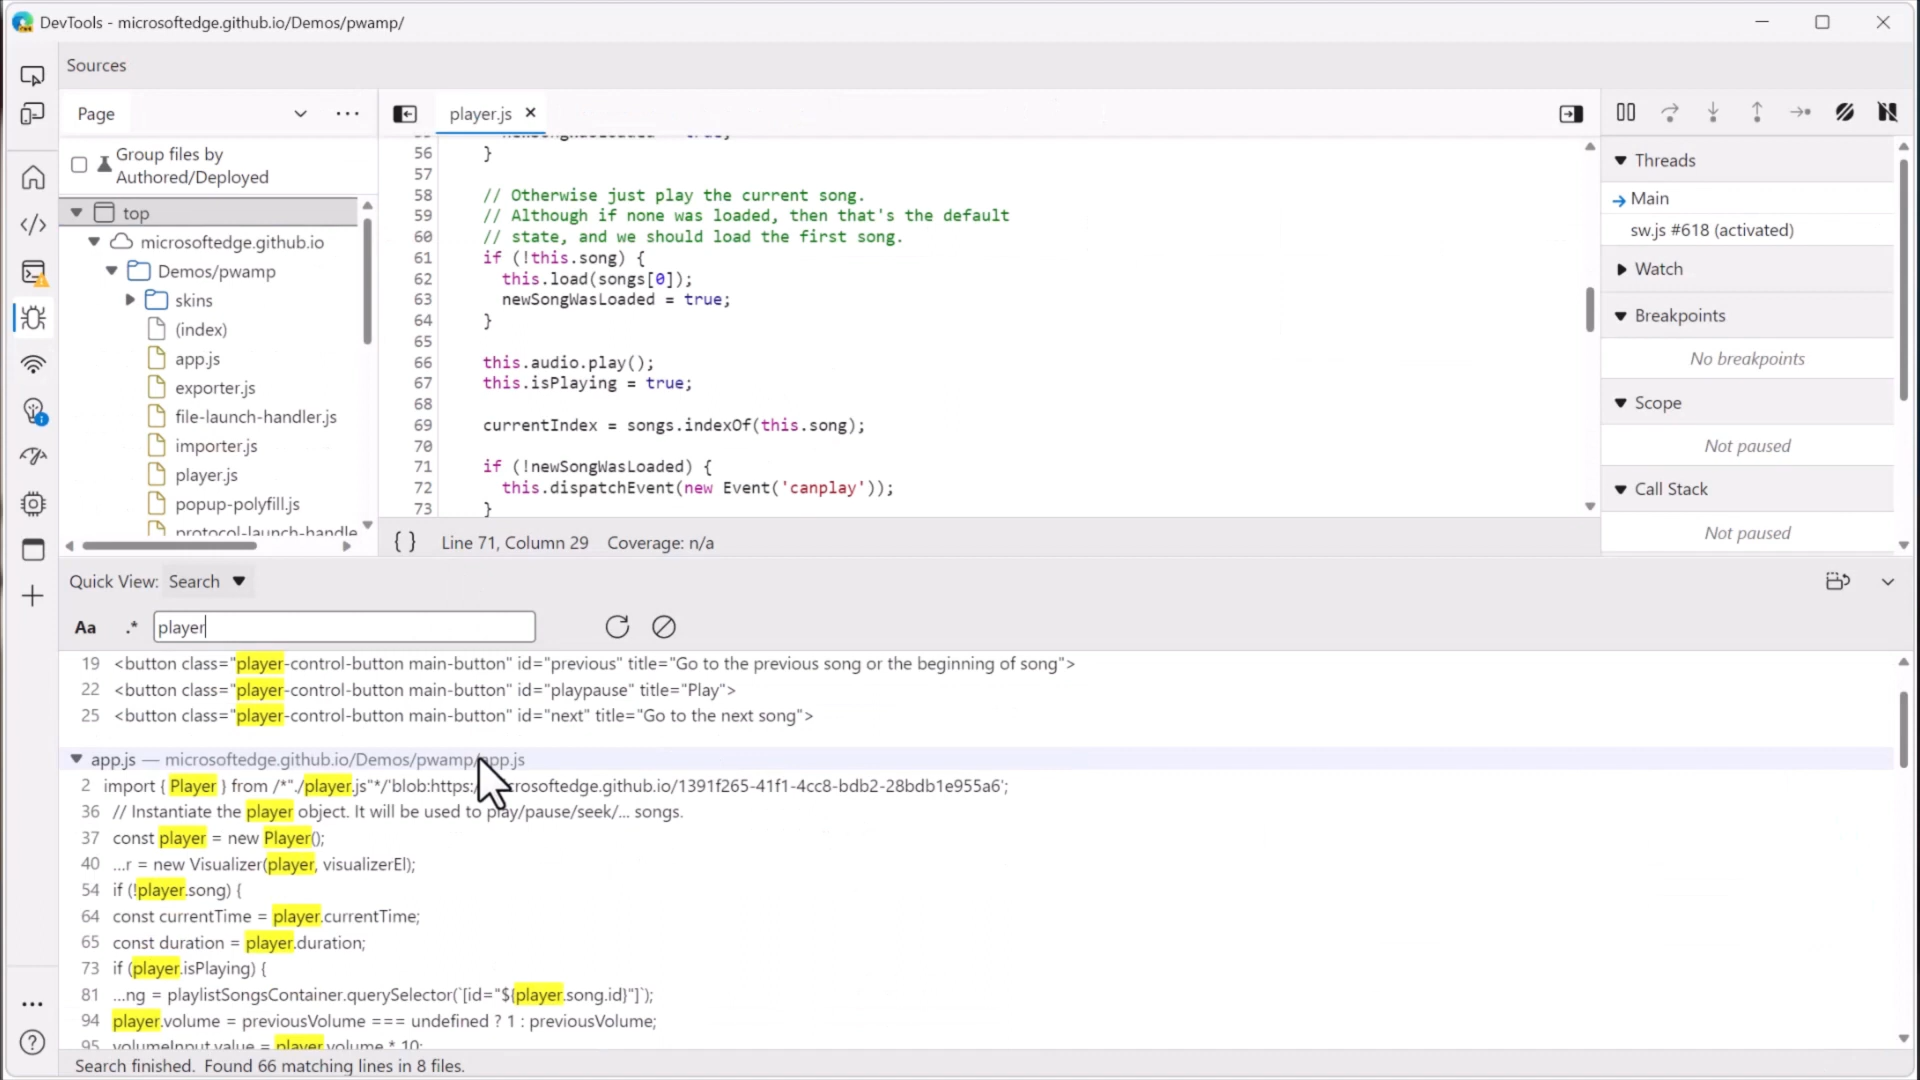 DevTools - microsoftedge.github.io/Demos/pwamp/
Sources
Page
Group files by
Authored/Deployed
top
microsoftedge.github.io
Demos/pwamp
skins
(index)
app.js
exporter.js
file-launch-handler.js
importer.js
player.js
popup-polyfill.js
protocol-launch-handle
player.js
56 }
57
58 // Otherwise just play the current song.
59 // Although if none was loaded, then that's the default
60 // state, and we should load the first song.
61 if (!this.song) {
62 this.load(songs[0]);
63 newSongWasLoaded = true;
64 }
65
66 this.audio.play();
67 this.isPlaying = true;
68
69 currentIndex = songs.indexOf(this.song);
70
71 if (!newSongWasLoaded) {
72 this.dispatchEvent(new Event('canplay'));
73 }
{ } Line 71, Column 29 Coverage: n/a
Threads
Main
sw.js #618 (activated)
Watch
Breakpoints
No breakpoints
Scope
Not paused
Call Stack
Not paused
Quick View: Search
Aa .* player
19 <button class="player-control-button main-button" id="previous" title="Go to the previous song or the beginning of song">
22 <button class="player-control-button main-button" id="playpause" title="Play">
25 <button class="player-control-button main-button" id="next" title="Go to the next song">
app.js — microsoftedge.github.io/Demos/pwamp/app.js
2 import { Player } from /*"./player.js"*/'blob:https:/ crosoftedge.github.io/1391f265-41f1-4cc8-bdb2-28bdb1e955a6';
36 // Instantiate the player object. It will be used to play/pause/seek/... songs.
37 const player = new Player();
40 ...r = new Visualizer(player, visualizerEl);
54 if (!player.song) {
64 const currentTime = player.currentTime;
65 const duration = player.duration;
73 if (player.isPlaying) {
81 ...ng = playlistSongsContainer.querySelector(`[id="${player.song.id}"]`);
94 player.volume = previousVolume === undefined ? 1 : previousVolume;
95 volumeInput.value = player.volume * 10;
Search finished. Found 66 matching lines in 8 files.